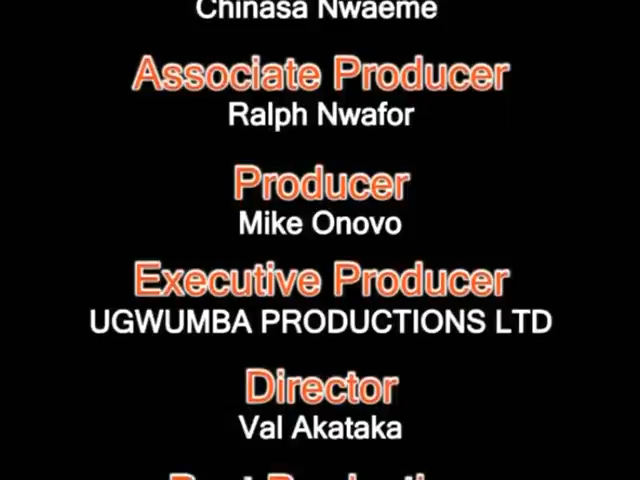 Chinasa Nwaeme
Associate Producer
Ralph Nwafor
Producer
Mike Onovo
Executive Producer
UGWUMBA PRODUCTIONS LTD
Director
Val Akataka